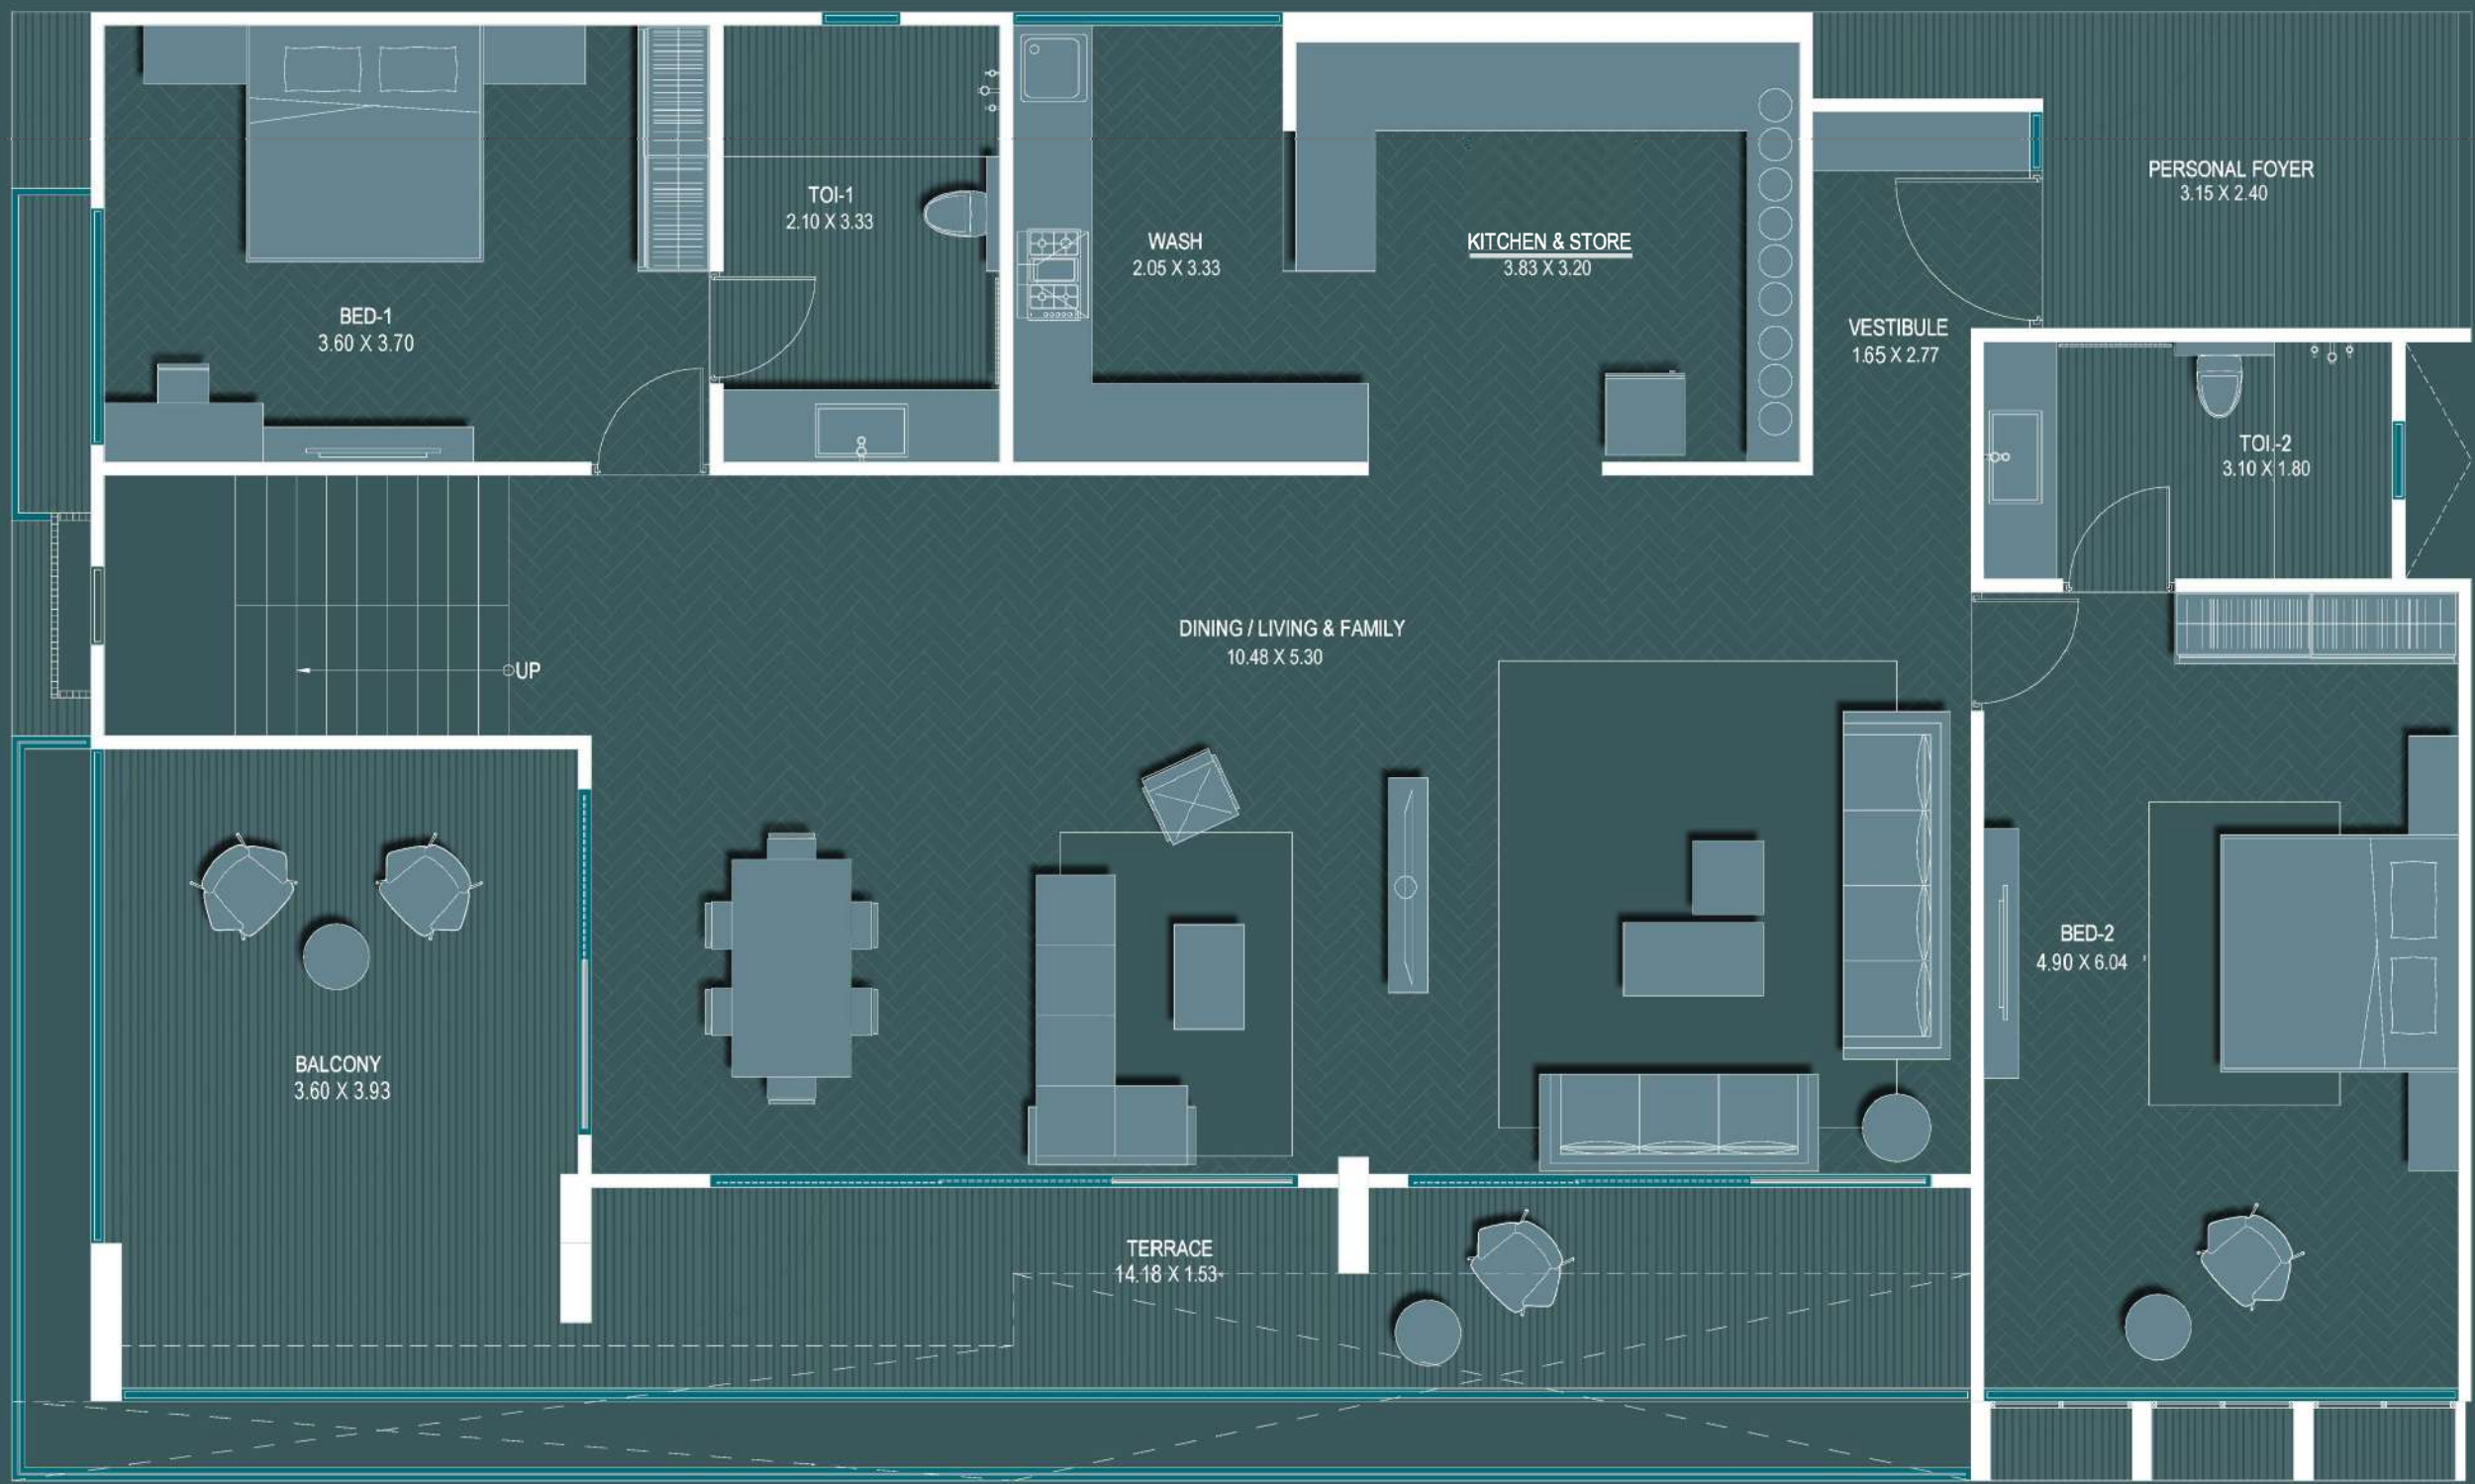 BED-1
3.60 X 3.70
TOI-1
2.10 X 3.33
WASH
2.05 X 3.33
KITCHEN & STORE
3.83 X 3.20
VESTIBULE
1.65 X 2.77
PERSONAL FOYER
3.15 X 2.40
TOI.-2
3.10 X 1.80
DINING / LIVING & FAMILY
10.48 X 5.30
UP
BED-2
4.90 X 6.04
BALCONY
3.60 X 3.93
TERRACE
14.18 X 1.53